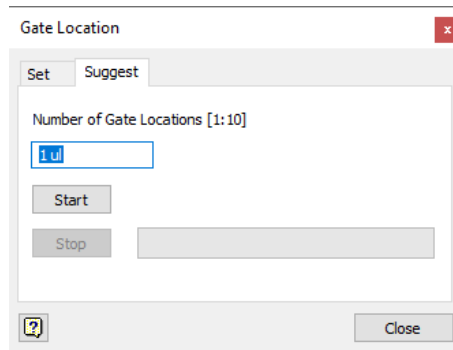 Gate Location
x
Set Suggest
Number of Gate Locations [1:10]
1 ul
Start
Stop
?
Close